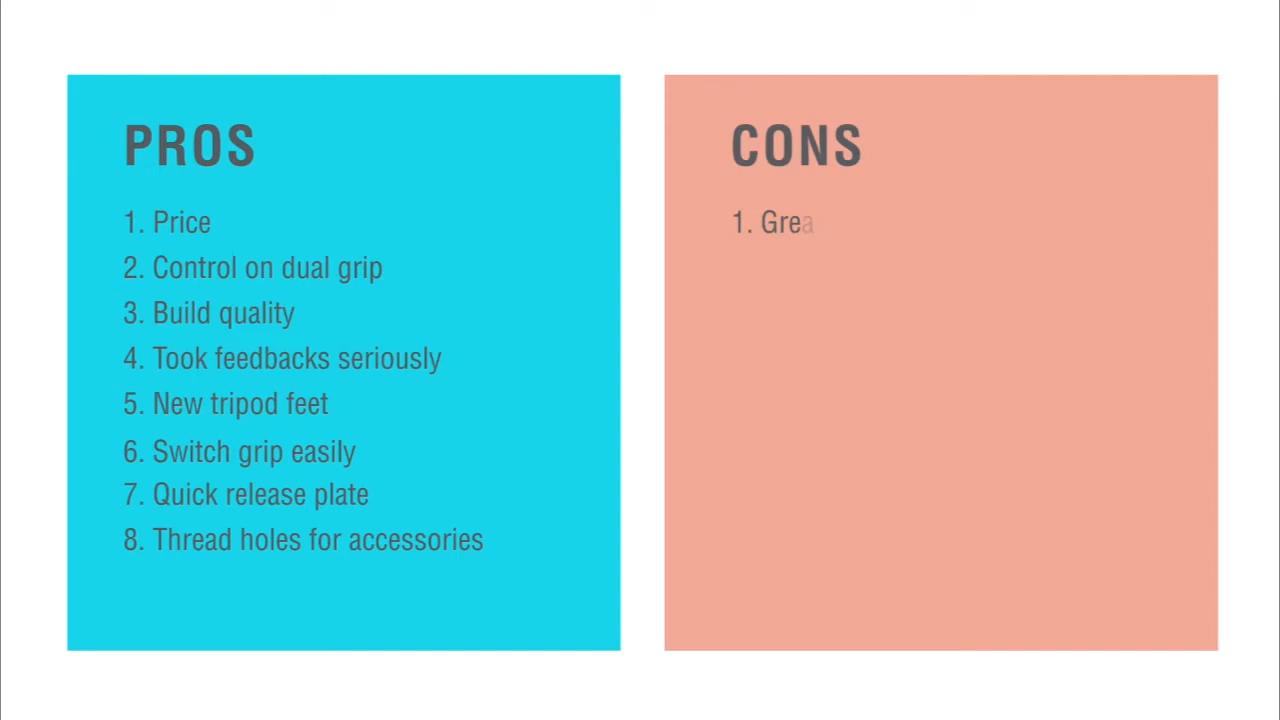 PROS
1. Price
2. Control on dual grip
3. Build quality
4. Took feedbacks seriously
5. New tripod feet
6. Switch grip easily
7. Quick release plate
8. Thread holes for accessories
CONS
1. Grea